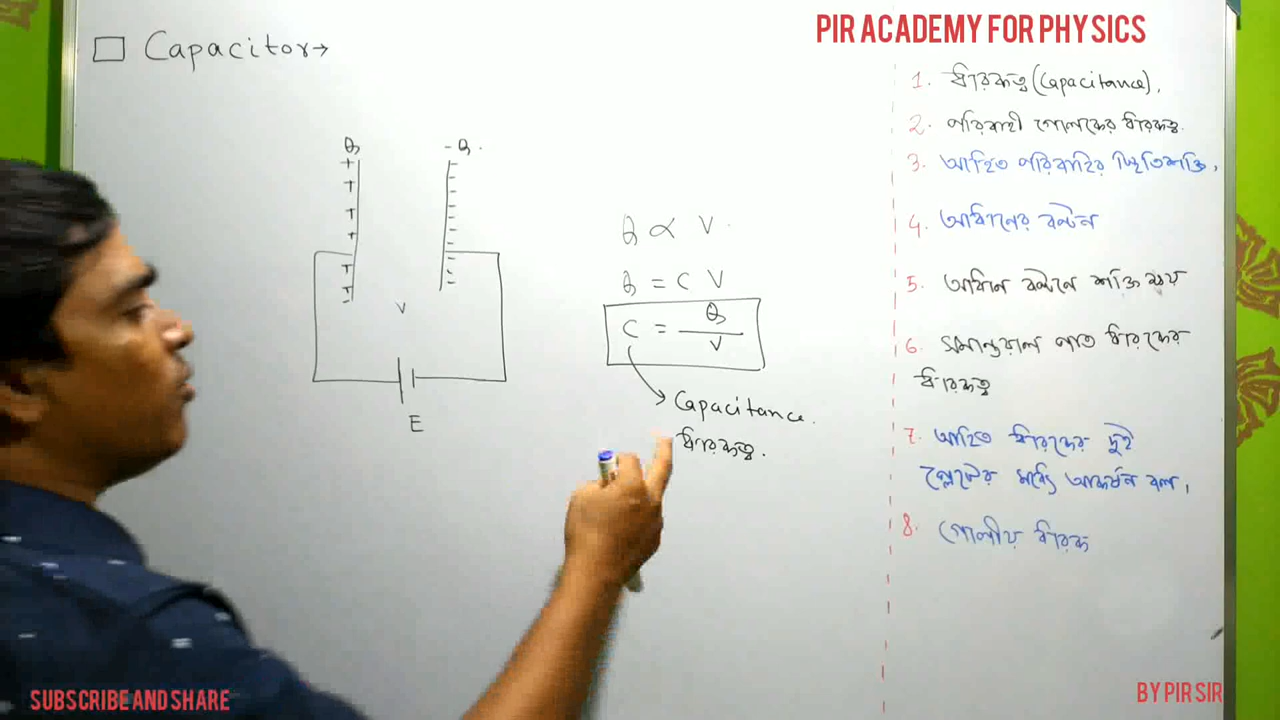 PIR ACADEMY FOR PHYSICS
Capacitor→
Q
- Q.
+
+
+
+
+
+
V
E
Q ∝ V.
Q = C V
C = Q/V
Capacitance.
ধারকত্ব.
1. ধারকত্ব (Capacitance),
2. পরিবাহী গোলকের ধারকত্ব.
3. আহিত পরিবাহির স্থিতিশক্তি,
4. আধানের বন্টন
5. আধান বন্টনে শক্তি ক্ষয়
6. সমান্তরাল পাত ধারকের
ধারকত্ব
7. আহিত ধারকের দুই
প্লেটের মধ্যে আকর্ষন বল,
8. গোলীয় ধারক
SUBSCRIBE AND SHARE
BY PIR SIR